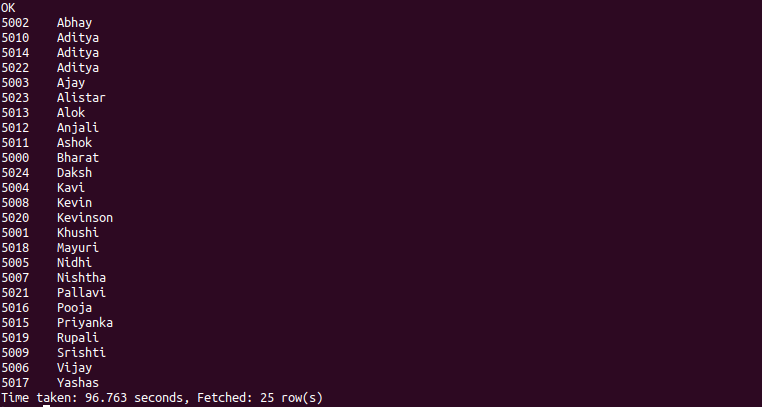 OK
5002    Abhay
5010    Aditya
5014    Aditya
5022    Aditya
5003    Ajay
5023    Alistar
5013    Alok
5012    Anjali
5011    Ashok
5000    Bharat
5024    Daksh
5004    Kavi
5008    Kevin
5020    Kevinson
5001    Khushi
5018    Mayuri
5005    Nidhi
5007    Nishtha
5021    Pallavi
5016    Pooja
5015    Priyanka
5019    Rupali
5009    Srishti
5006    Vijay
5017    Yashas
Time taken: 96.763 seconds, Fetched: 25 row(s)